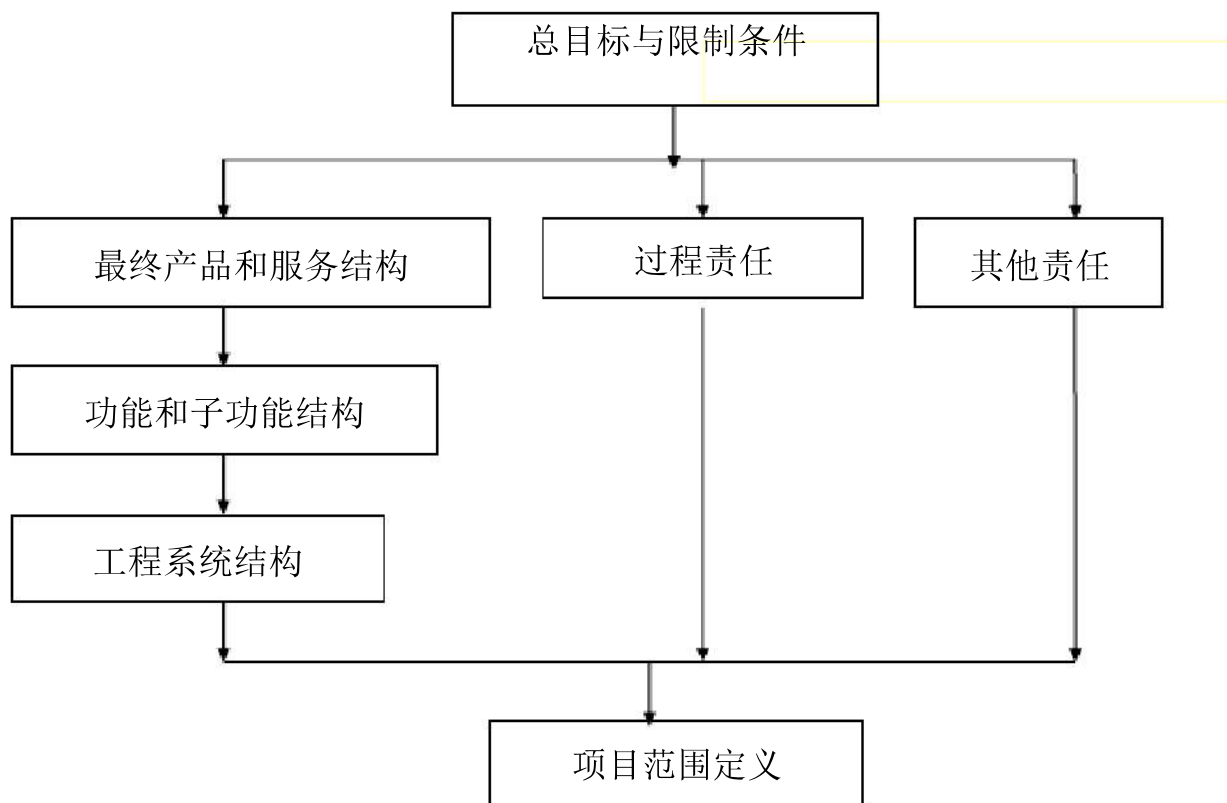 总目标与限制条件
最终产品和服务结构
过程责任
其他责任
功能和子功能结构
工程系统结构
项目范围定义